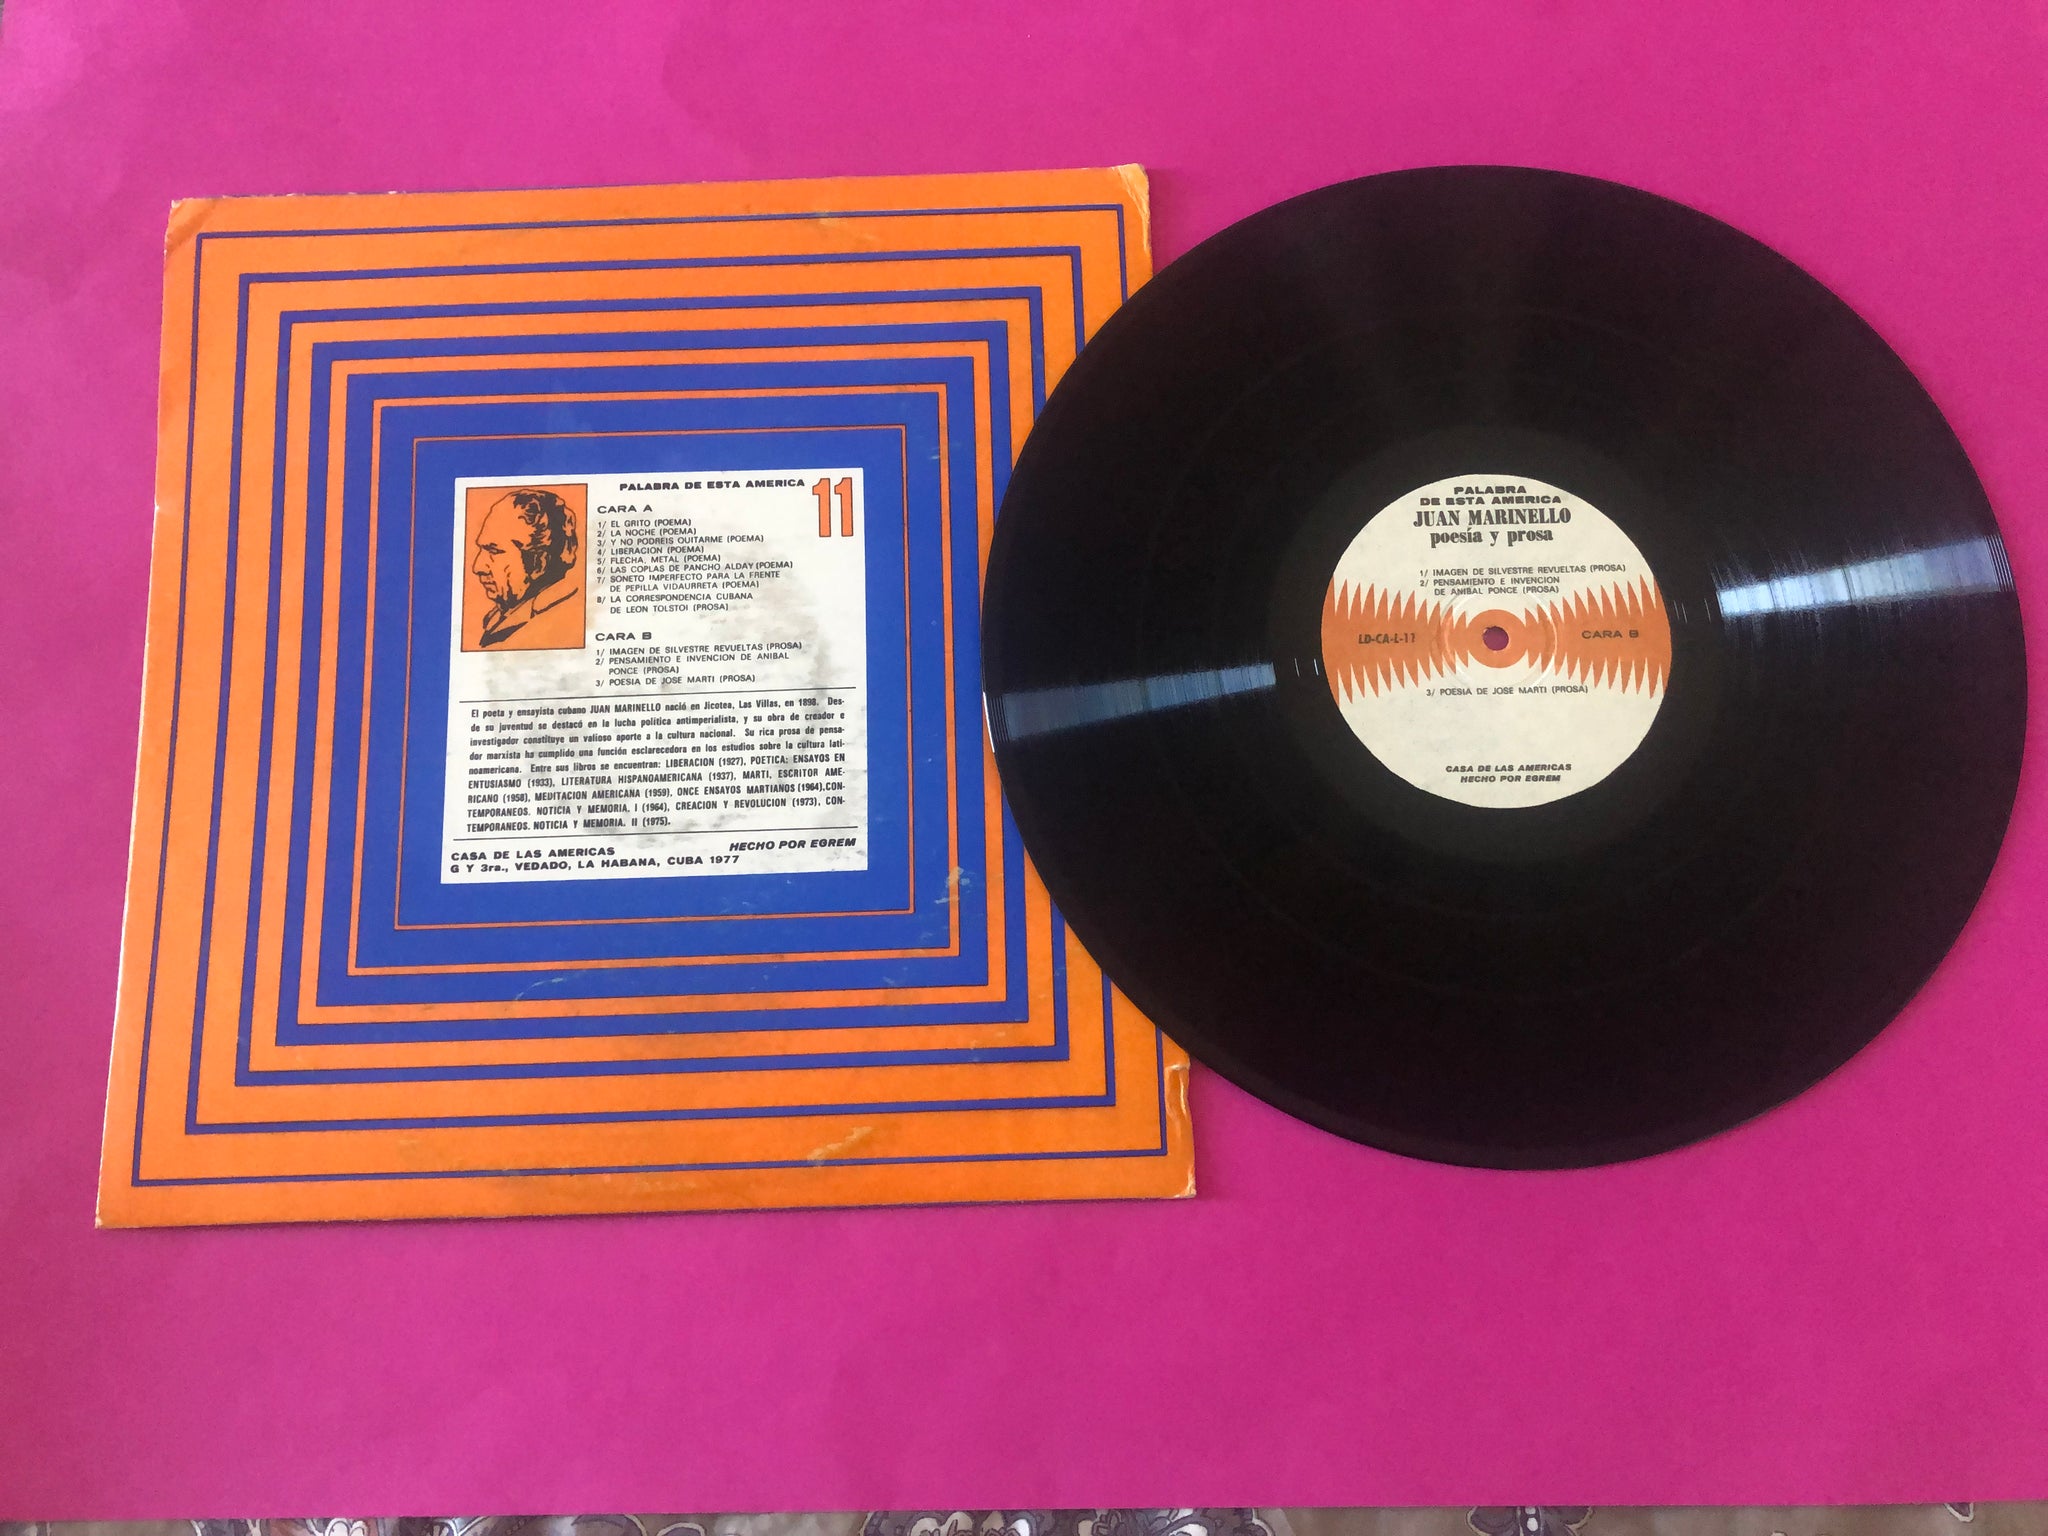 PALABRA DE ESTA AMERICA
11
CARA A
1/ EL GRITO (POEMA)
2/ LA NOCHE (POEMA)
3/ Y NO PODREIS QUITARME (POEMA)
4/ LIBERACION (POEMA)
5/ FLECHA, METAL (POEMA)
6/ LAS COPLAS DE PANCHO ALDAY (POEMA)
7/ SONETO IMPERFECTO PARA LA FRENTE
DE PEPILLA VIDAURRETA (POEMA)
8/ LA CORRESPONDENCIA CUBANA
DE LEON TOLSTOI (PROSA)
CARA B
1/ IMAGEN DE SILVESTRE REVUELTAS (PROSA)
2/ PENSAMIENTO E INVENCION DE ANIBAL
PONCE (PROSA)
3/ POESIA DE JOSE MARTI (PROSA)
El poeta y ensayista cubano JUAN MARINELLO nació en Jicotea, Las Villas, en 1898. Des-
de su juventud se destacó en la lucha política antimperialista, y su obra de creador e
investigador constituye un valioso aporte a la cultura nacional. Su rica prosa de pensa-
dor marxista ha cumplido una función esclarecedora en los estudios sobre la cultura lati-
noamericana. Entre sus libros se encuentran: LIBERACION (1927), POETICA: ENSAYOS EN
ENTUSIASMO (1933), LITERATURA HISPANOAMERICANA (1937), MARTI, ESCRITOR AME-
RICANO (1958), MEDITACION AMERICANA (1959), ONCE ENSAYOS MARTIANOS (1964), CON-
TEMPORANEOS. NOTICIA Y MEMORIA. I (1964), CREACION Y REVOLUCION (1973), CON-
TEMPORANEOS. NOTICIA Y MEMORIA. II (1975).
CASA DE LAS AMERICAS HECHO POR EGREM
G Y 3ra., VEDADO, LA HABANA, CUBA 1977
PALABRA
DE ESTA AMERICA
JUAN MARINELLO
poesía y prosa
1/ IMAGEN DE SILVESTRE REVUELTAS (PROSA)
2/ PENSAMIENTO E INVENCION
DE ANIBAL PONCE (PROSA)
LD-CA-L-11 CARA B
3/ POESIA DE JOSE MARTI (PROSA)
CASA DE LAS AMERICAS
HECHO POR EGREM